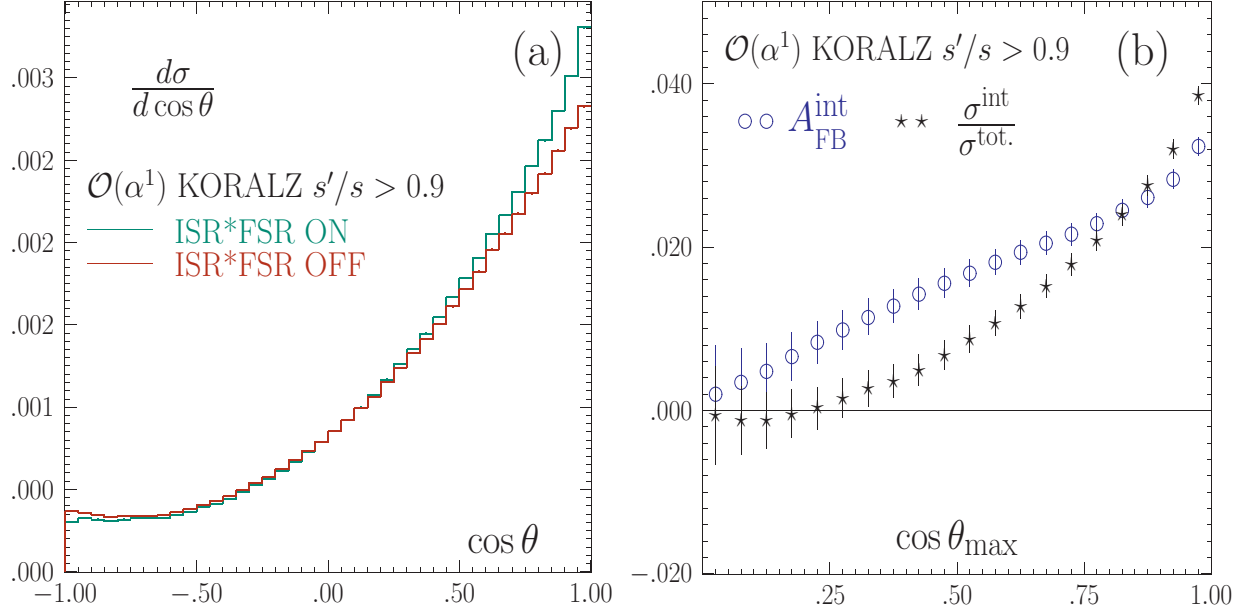 (a)
.003
.002
.002
.002
.001
.000
.000
dσ
d cos θ
O(α¹) KORALZ s′/s > 0.9
ISR*FSR ON
ISR*FSR OFF
cos θ
−1.00 −.50 .00 .50 1.00
O(α¹) KORALZ s′/s > 0.9 (b)
A_FB^int
σ^int
σ^tot.
.040
.020
.000
−.020
cos θ_max
.25 .50 .75 1.00